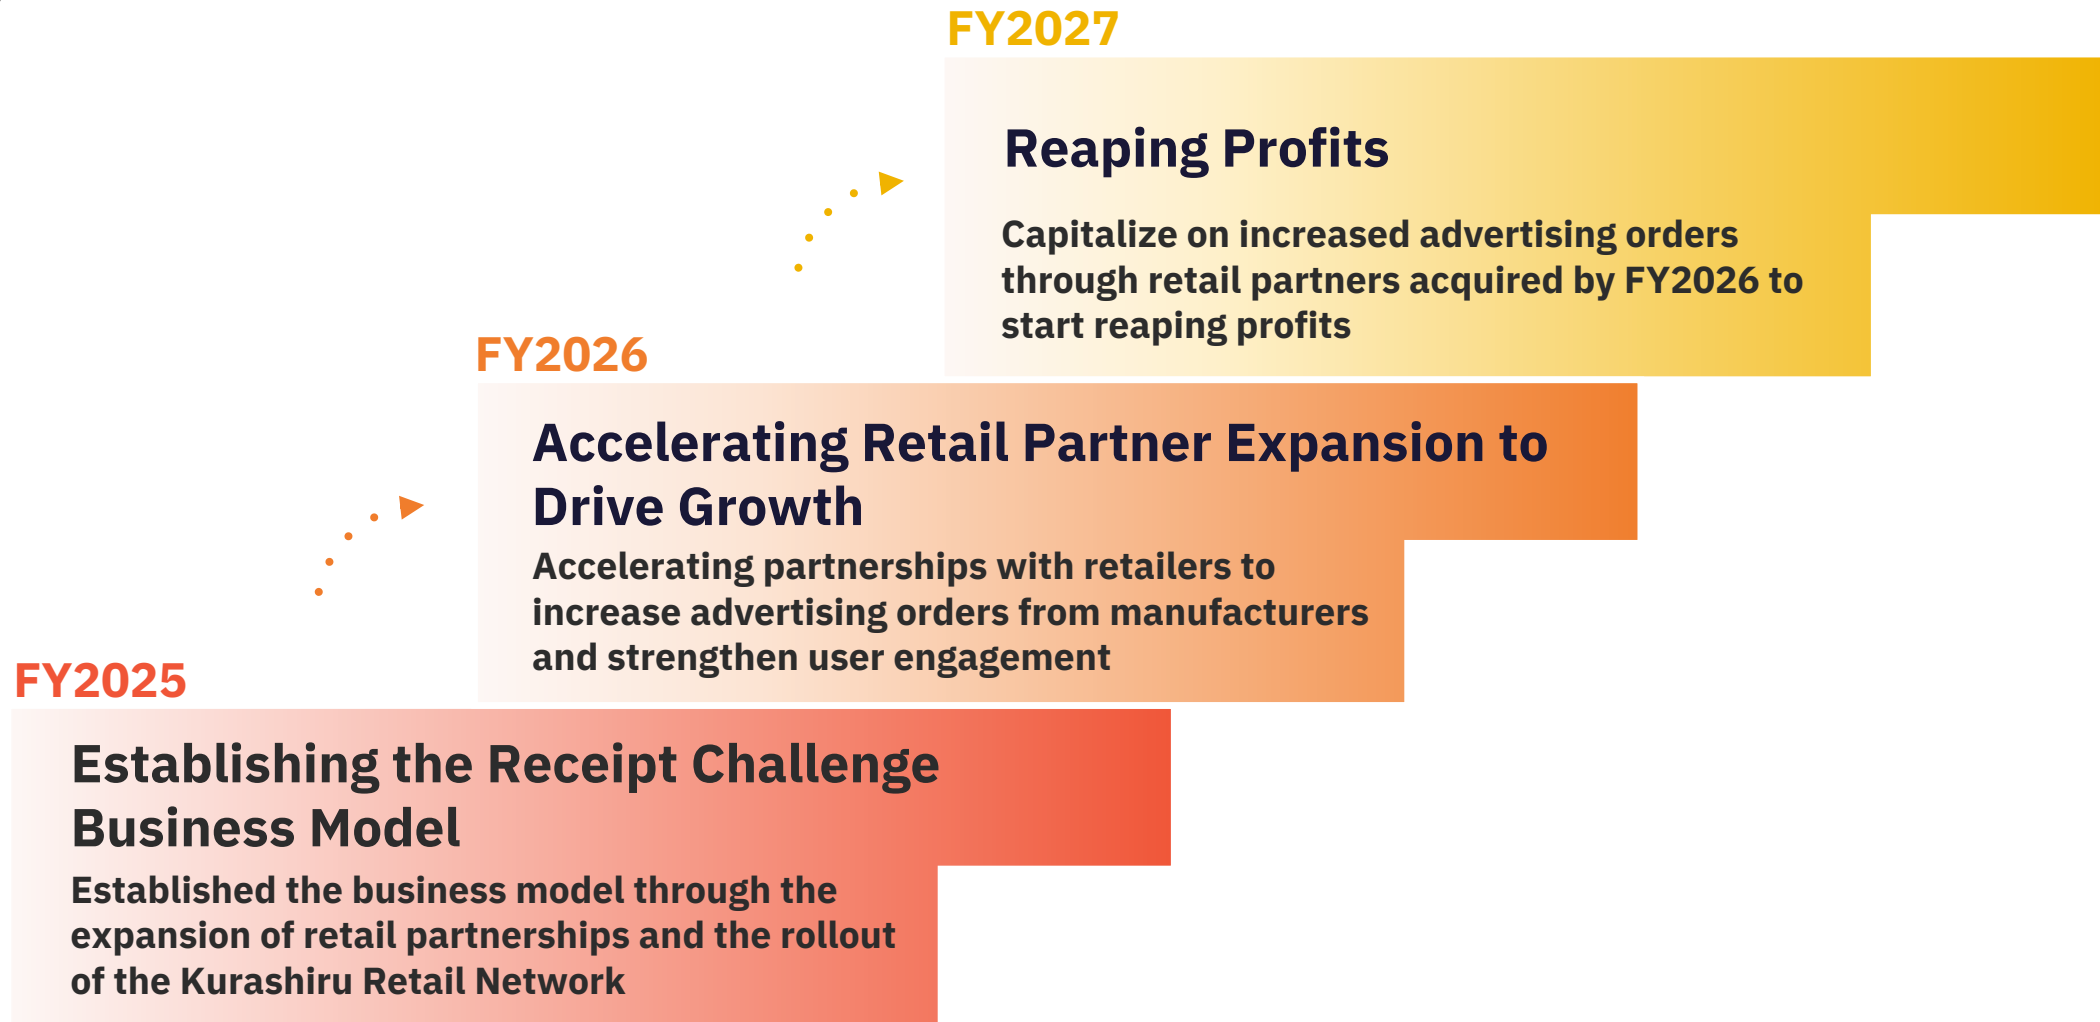 FY2027
Reaping Profits
Capitalize on increased advertising orders
through retail partners acquired by FY2026 to
start reaping profits
FY2026
Accelerating Retail Partner Expansion to
Drive Growth
Accelerating partnerships with retailers to
increase advertising orders from manufacturers
and strengthen user engagement
FY2025
Establishing the Receipt Challenge
Business Model
Established the business model through the
expansion of retail partnerships and the rollout
of the Kurashiru Retail Network